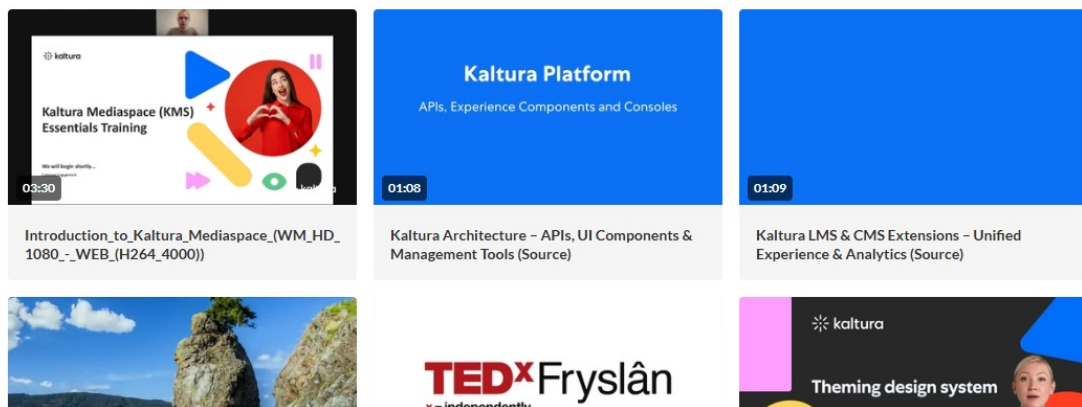 kaltura
Kaltura Mediaspace (KMS)
Essentials Training
We will begin shortly...
03:30
Introduction_to_Kaltura_Mediaspace_(WM_HD_
1080_-_WEB_(H264_4000))
Kaltura Platform
APIs, Experience Components and Consoles
01:08
Kaltura Architecture – APIs, UI Components &
Management Tools (Source)
01:09
Kaltura LMS & CMS Extensions – Unified
Experience & Analytics (Source)
TEDxFryslân
x = independently
kaltura
Theming design system